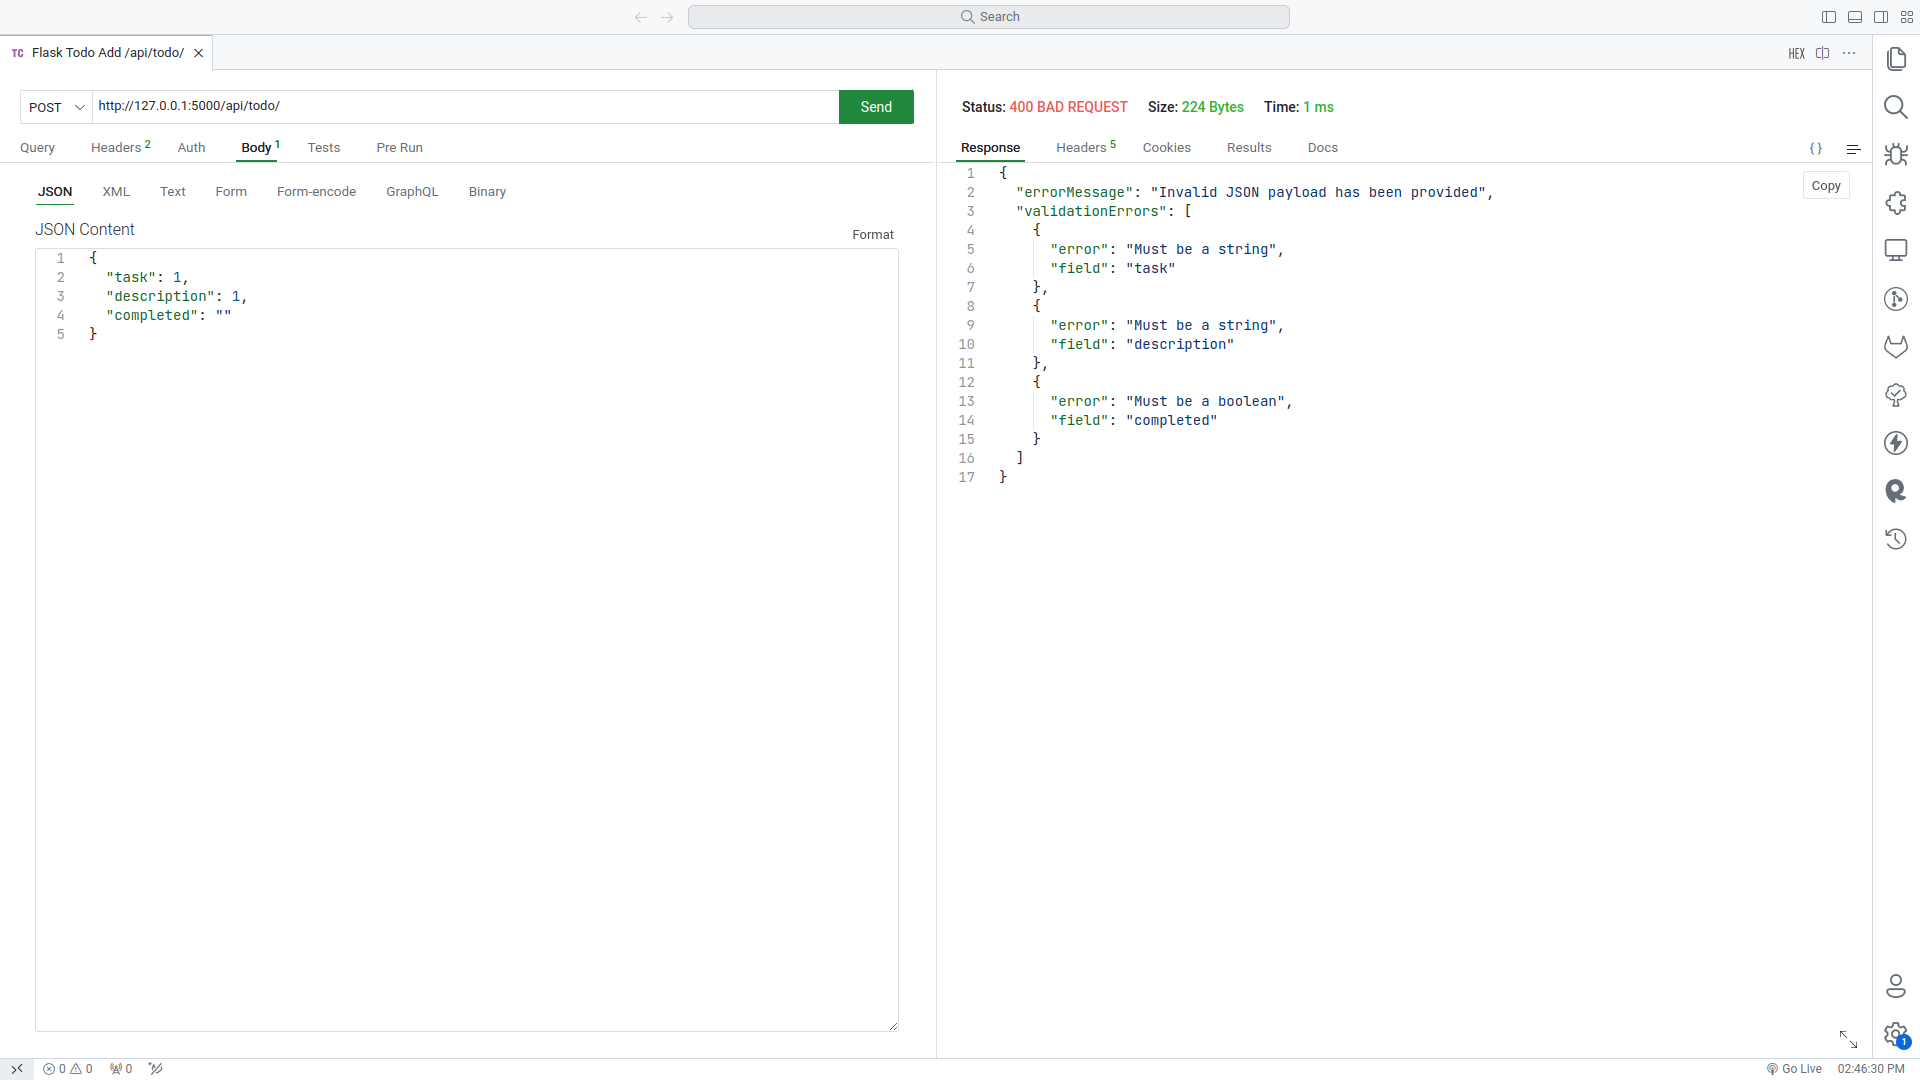 Search
TC Flask Todo Add /api/todo/
HEX
POST http://127.0.0.1:5000/api/todo/ Send
Query Headers 2 Auth Body 1 Tests Pre Run
JSON XML Text Form Form-encode GraphQL Binary
JSON Content
Format
1 {
2 "task": 1,
3 "description": 1,
4 "completed": ""
5 }
Status: 400 BAD REQUEST Size: 224 Bytes Time: 1 ms
Response Headers 5 Cookies Results Docs { }
Copy
1 {
2 "errorMessage": "Invalid JSON payload has been provided",
3 "validationErrors": [
4 {
5 "error": "Must be a string",
6 "field": "task"
7 },
8 {
9 "error": "Must be a string",
10 "field": "description"
11 },
12 {
13 "error": "Must be a boolean",
14 "field": "completed"
15 }
16 ]
17 }
1
0 0 0
Go Live 02:46:30 PM